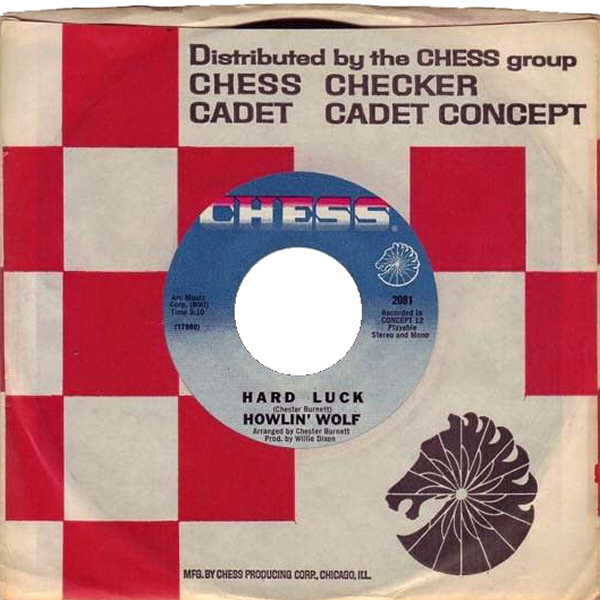 Distributed by the CHESS group
CHESS CHECKER
CADET CADET CONCEPT
CHESS
Arc Music
Corp. (BMI)
Time 3:10
2081
Recorded in
CONCEPT 12
Playable
Stereo and Mono
HARD LUCK
(Chester Burnett)
HOWLIN' WOLF
Arranged by Chester Burnett
Prod. by Willie Dixon
MFG. BY CHESS PRODUCING CORP., CHICAGO, ILL.